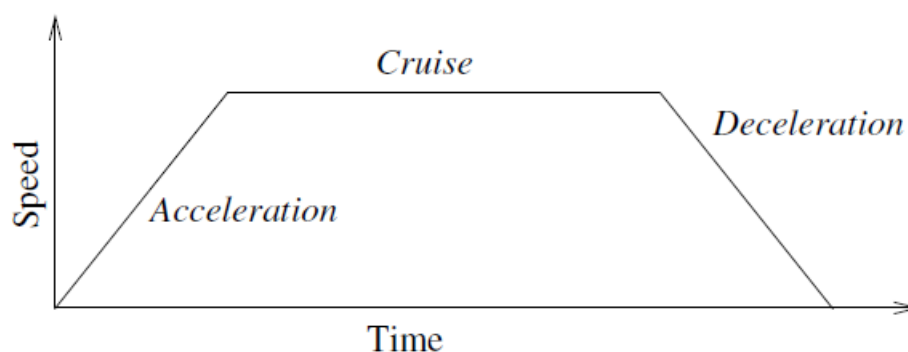 Cruise
Deceleration
Speed
Acceleration
Time